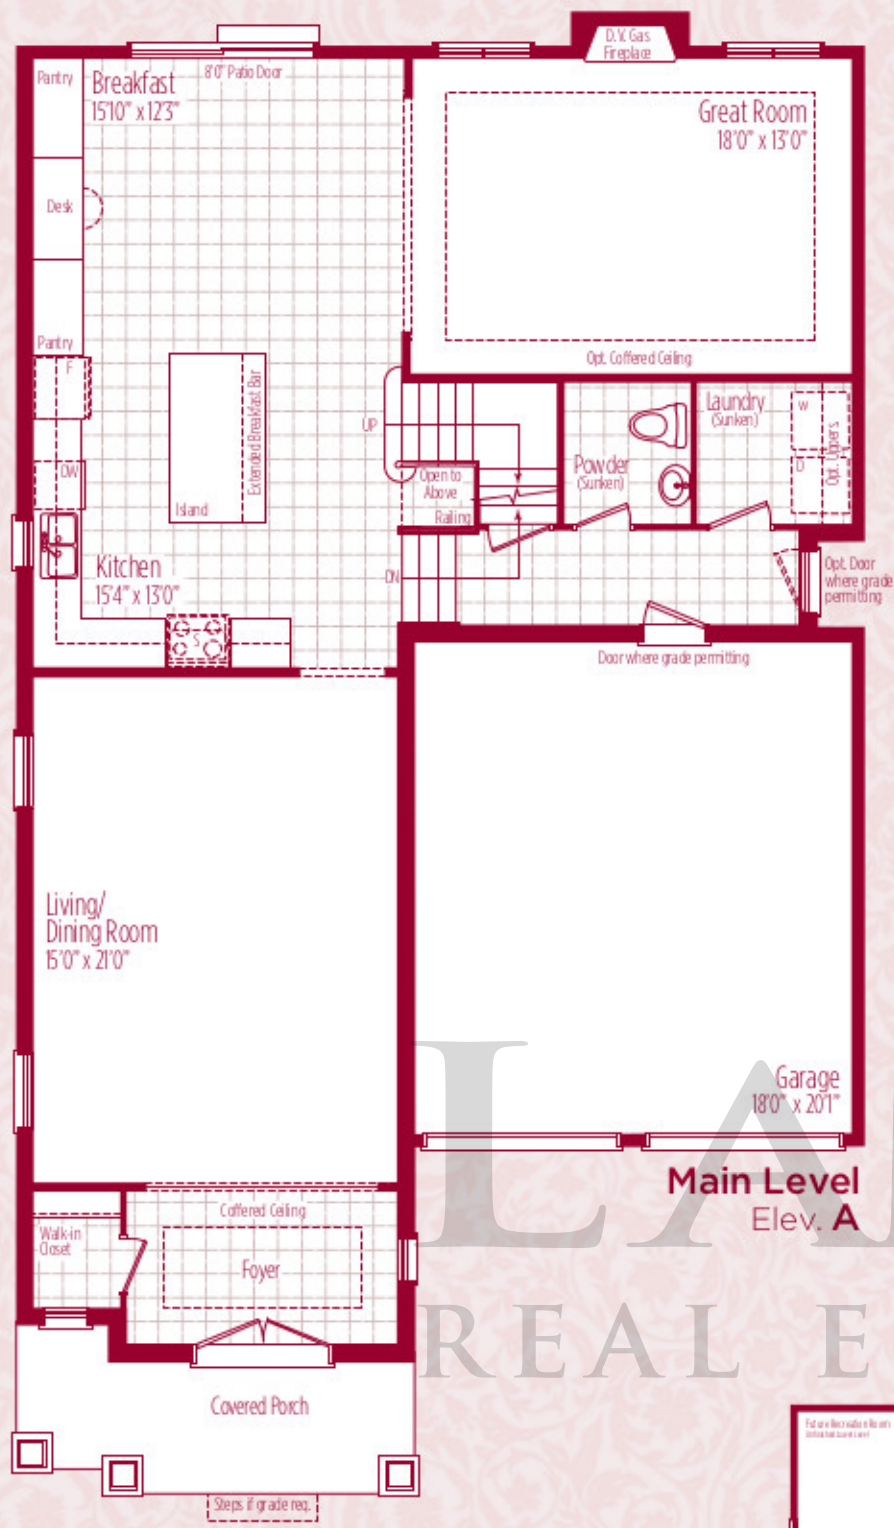 D.V. Gas
Fireplace
Pantry
Breakfast
15'10" x 12'3"
8'0" Patio Door
Great Room
18'0" x 13'0"
Desk
Pantry
Opt. Coffered Ceiling
F
Extended Breakfast Bar
Island
UP
Open to
Above
Railing
Powder
(Sunken)
Laundry
(Sunken)
W
D
Opt. Uppers
DW
Kitchen
15'4" x 13'0"
S
DN
Opt. Door
where grade
permitting
Door where grade permitting
Living/
Dining Room
15'0" x 21'0"
Garage
18'0" x 20'1"
Main Level
Elev. A
Coffered Ceiling
Walk-in
Closet
Foyer
Covered Porch
Steps if grade req.
LA
REAL E
Future Recreation Room